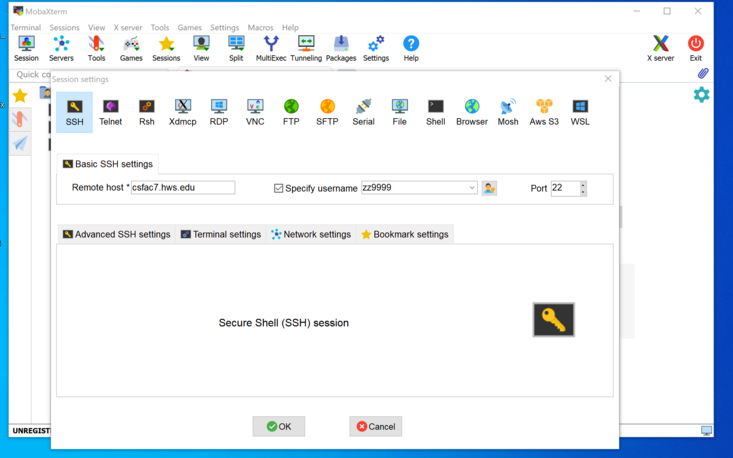 MobaXterm
Terminal Sessions View X server Tools Games Settings Macros Help
Session Servers Tools Games Sessions View Split MultiExec Tunneling Packages Settings Help X server Exit
Quick co
Session settings
SSH Telnet Rsh Xdmcp RDP VNC FTP SFTP Serial File Shell Browser Mosh Aws S3 WSL
Basic SSH settings
Remote host * csfac7.hws.edu Specify username zz9999 Port 22
Advanced SSH settings Terminal settings Network settings Bookmark settings
Secure Shell (SSH) session
OK Cancel
UNREGIST